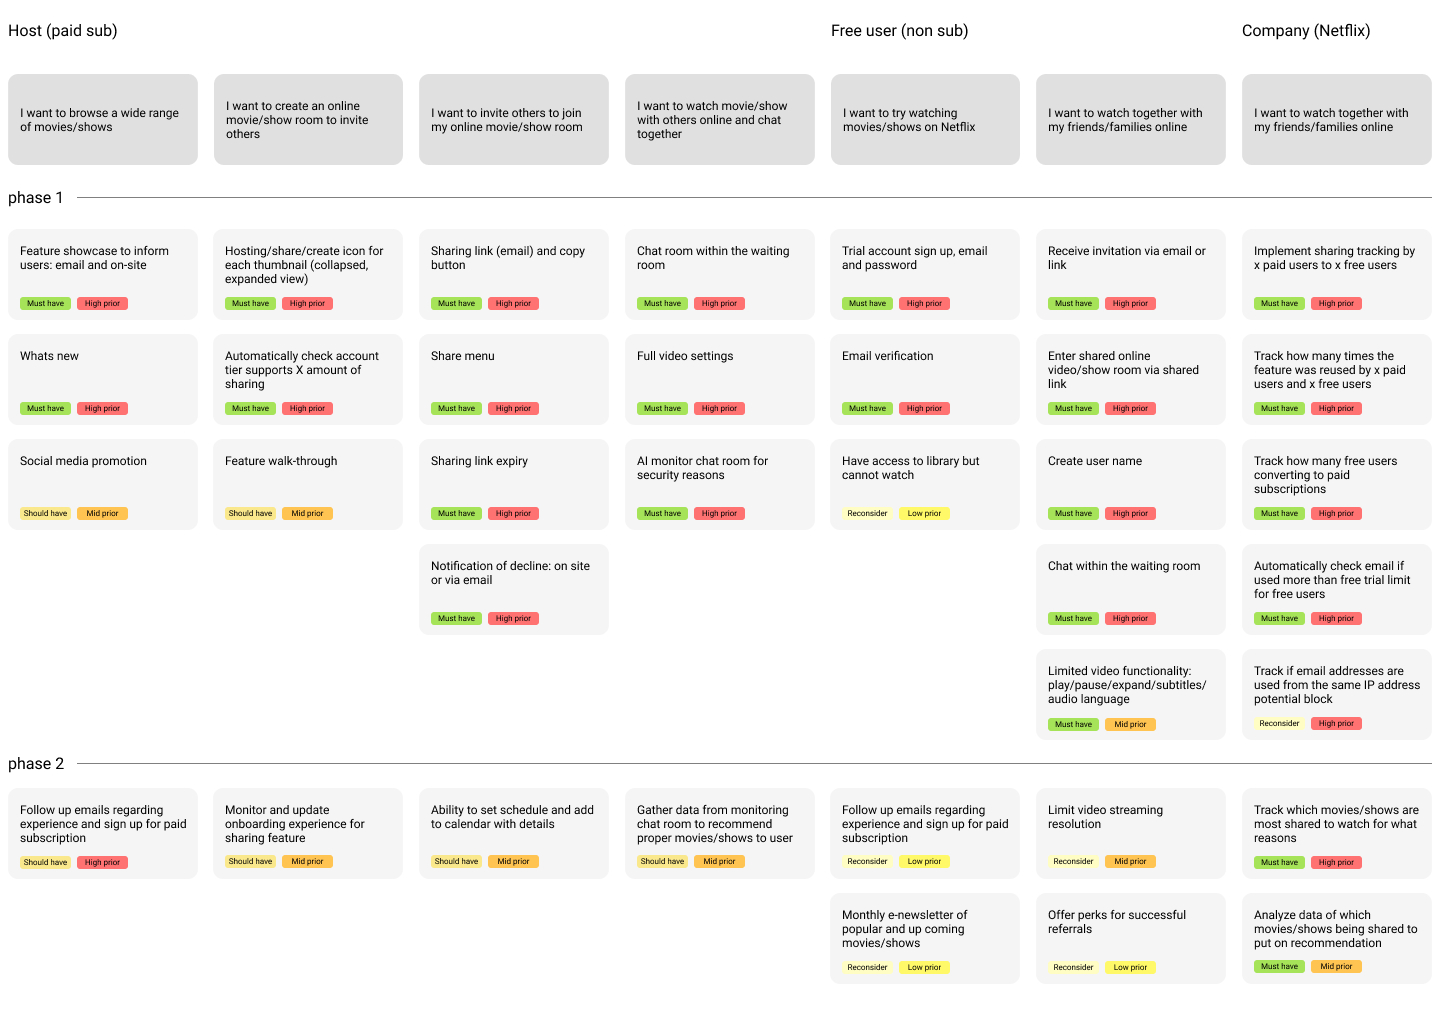 Host (paid sub)
Free user (non sub)
Company (Netflix)
I want to browse a wide range
of movies/shows
I want to create an online
movie/show room to invite
others
I want to invite others to join
my online movie/show room
I want to watch movie/show
with others online and chat
together
I want to try watching
movies/shows on Netflix
I want to watch together with
my friends/families online
I want to watch together with
my friends/families online
phase 1
Feature showcase to inform
users: email and on-site
Must have
High prior
Hosting/share/create icon for
each thumbnail (collapsed,
expanded view)
Must have
High prior
Sharing link (email) and copy
button
Must have
High prior
Chat room within the waiting
room
Must have
High prior
Trial account sign up, email
and password
Must have
High prior
Receive invitation via email or
link
Must have
High prior
Implement sharing tracking by
x paid users to x free users
Must have
High prior
Whats new
Must have
High prior
Automatically check account
tier supports X amount of
sharing
Must have
High prior
Share menu
Must have
High prior
Full video settings
Must have
High prior
Email verification
Must have
High prior
Enter shared online
video/show room via shared
link
Must have
High prior
Track how many times the
feature was reused by x paid
users and x free users
Must have
High prior
Social media promotion
Should have
Mid prior
Feature walk-through
Should have
Mid prior
Sharing link expiry
Must have
High prior
AI monitor chat room for
security reasons
Must have
High prior
Have access to library but
cannot watch
Reconsider
Low prior
Create user name
Must have
High prior
Track how many free users
converting to paid
subscriptions
Must have
High prior
Notification of decline: on site
or via email
Must have
High prior
Chat within the waiting room
Must have
High prior
Automatically check email if
used more than free trial limit
for free users
Must have
High prior
Limited video functionality:
play/pause/expand/subtitles/
audio language
Must have
Mid prior
Track if email addresses are
used from the same IP address
potential block
Reconsider
High prior
phase 2
Follow up emails regarding
experience and sign up for paid
subscription
Should have
High prior
Monitor and update
onboarding experience for
sharing feature
Should have
Mid prior
Ability to set schedule and add
to calendar with details
Should have
Mid prior
Gather data from monitoring
chat room to recommend
proper movies/shows to user
Should have
Mid prior
Follow up emails regarding
experience and sign up for paid
subscription
Reconsider
Low prior
Limit video streaming
resolution
Reconsider
Mid prior
Track which movies/shows are
most shared to watch for what
reasons
Must have
High prior
Monthly e-newsletter of
popular and up coming
movies/shows
Reconsider
Low prior
Offer perks for successful
referrals
Reconsider
Low prior
Analyze data of which
movies/shows being shared to
put on recommendation
Must have
Mid prior